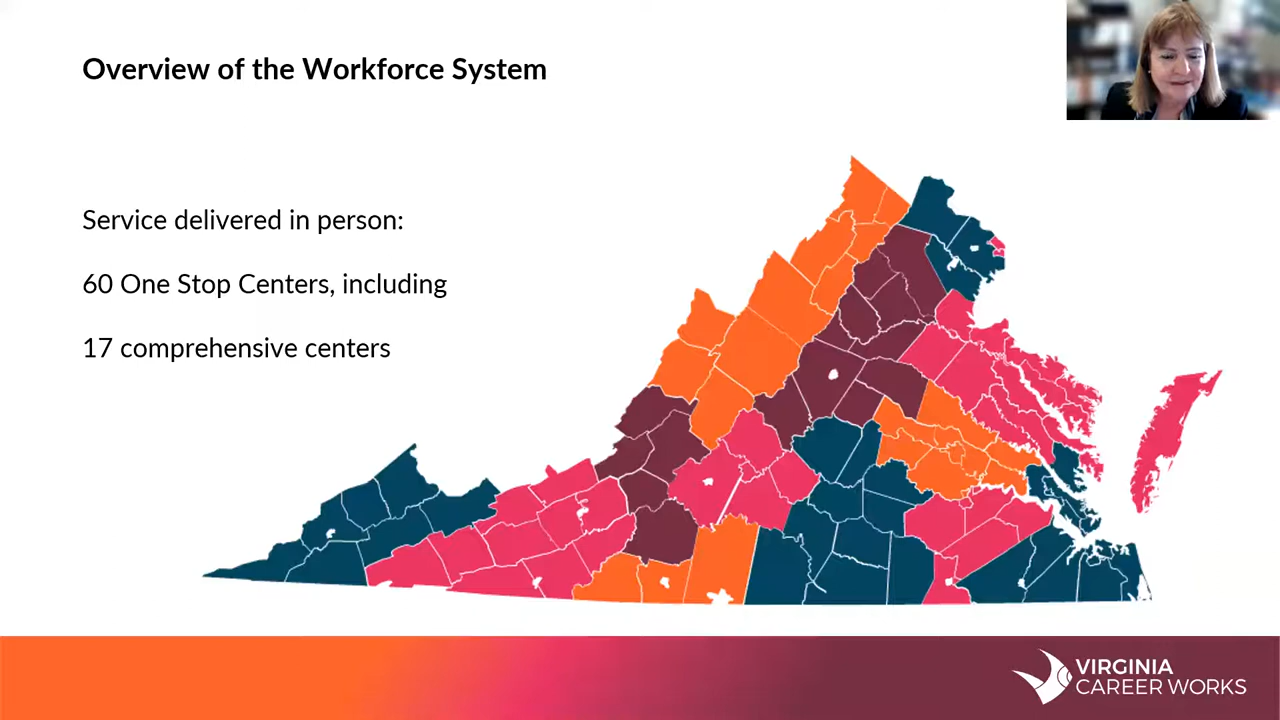 Overview of the Workforce System
Service delivered in person:
60 One Stop Centers, including
17 comprehensive centers
VIRGINIA
CAREER WORKS